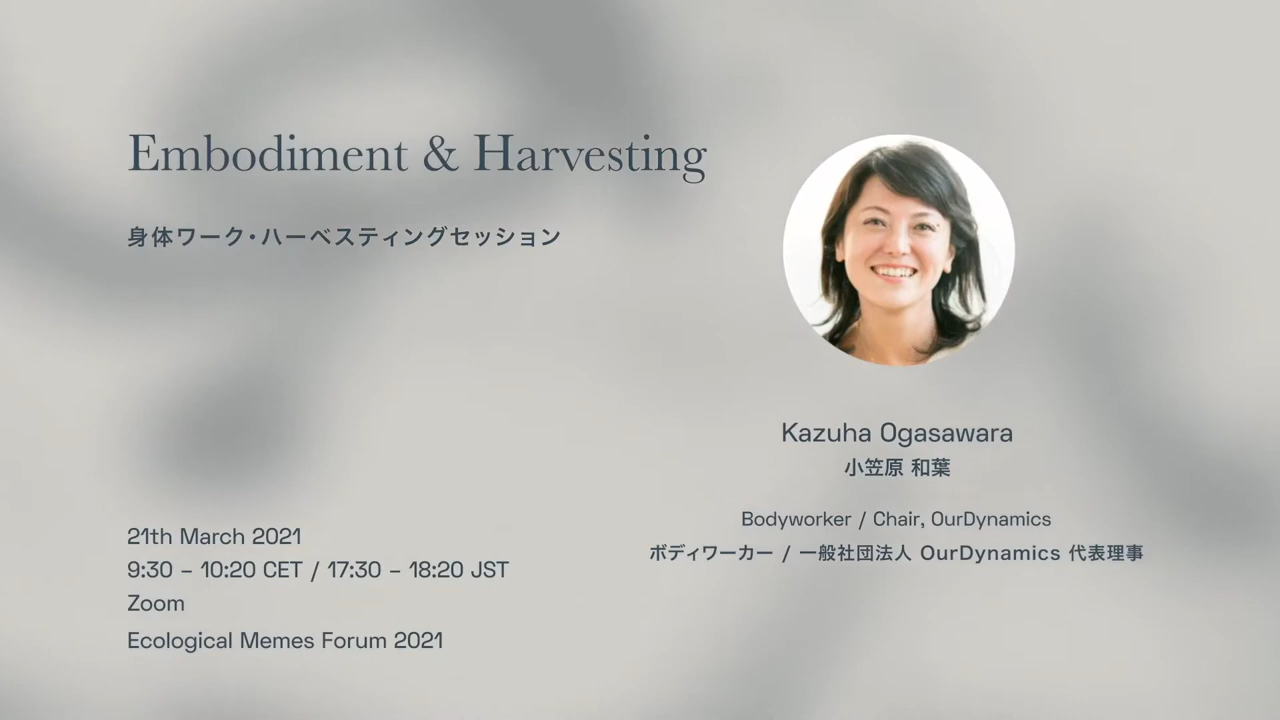 Embodiment & Harvesting
身体ワーク・ハーベスティングセッション
Kazuha Ogasawara
小笠原 和葉
Bodyworker / Chair, OurDynamics
ボディワーカー / 一般社団法人 OurDynamics 代表理事
21th March 2021
9:30 – 10:20 CET / 17:30 – 18:20 JST
Zoom
Ecological Memes Forum 2021